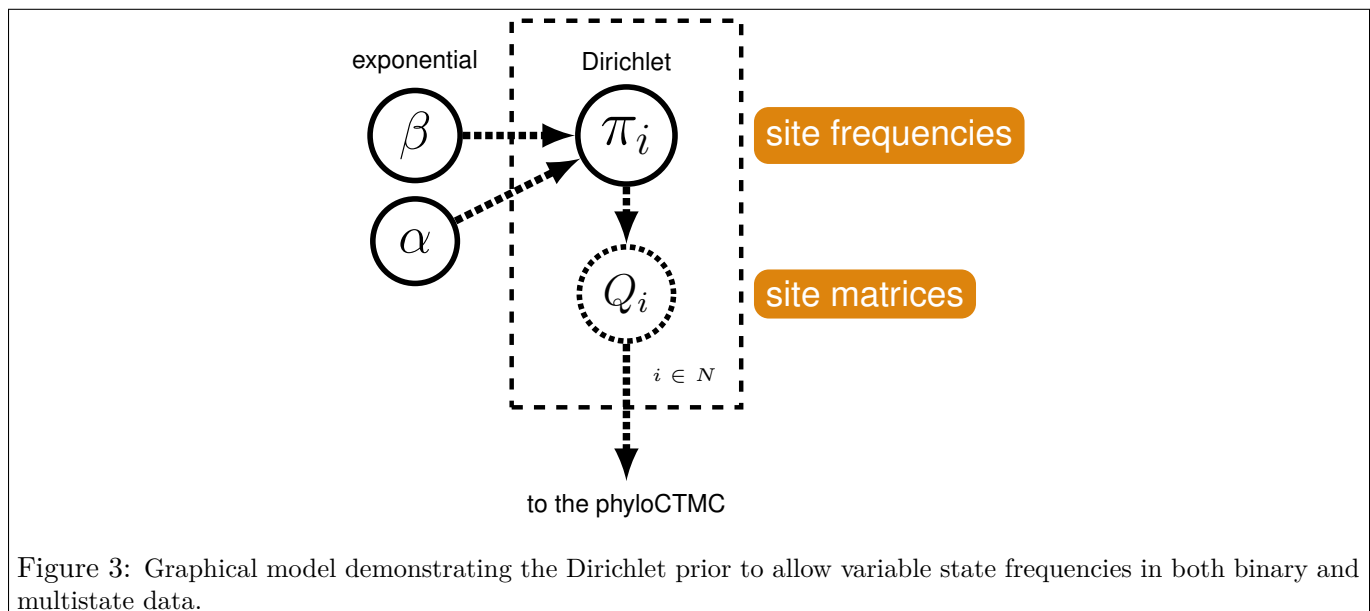 exponential
Dirichlet
β
π_i
site frequencies
α
Q_i
site matrices
i ∈ N
to the phyloCTMC
Figure 3: Graphical model demonstrating the Dirichlet prior to allow variable state frequencies in both binary and
multistate data.